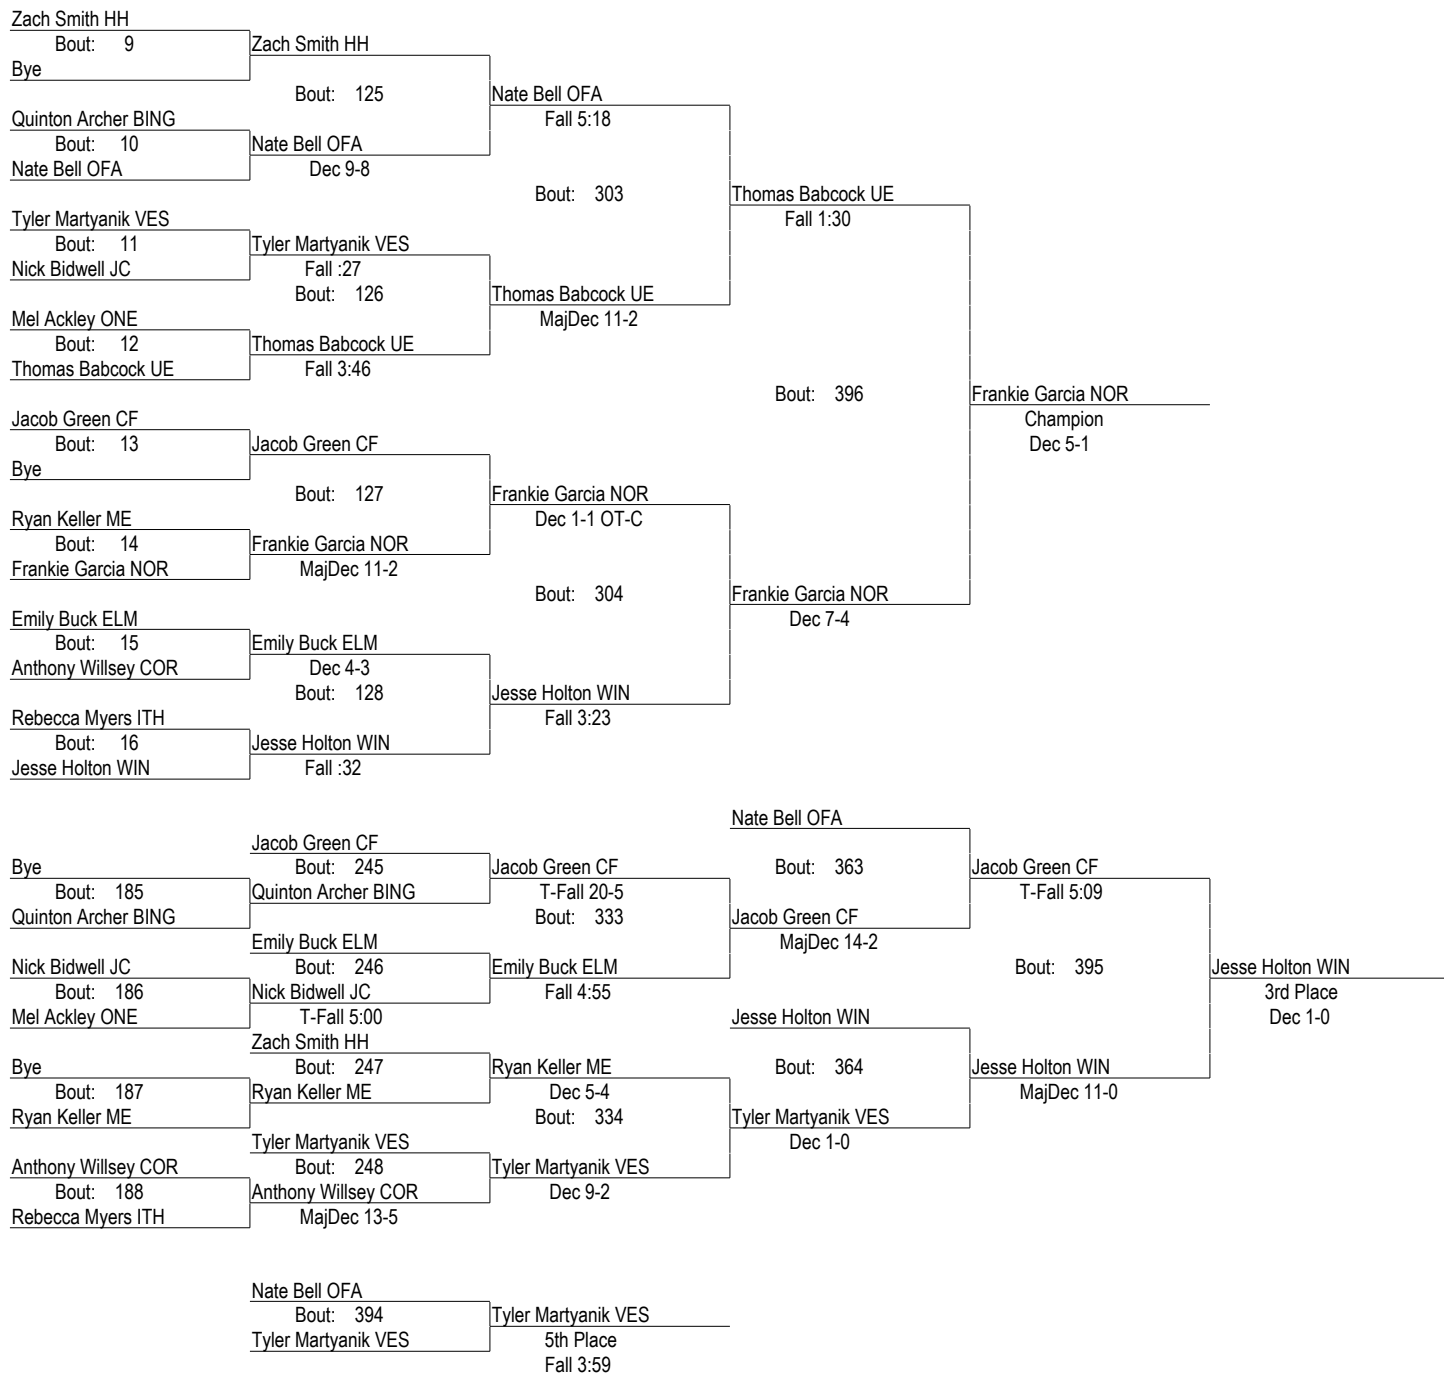 Zach Smith HH
Bout: 9
Zach Smith HH
Bye
Bout: 125
Nate Bell OFA
Quinton Archer BING
Fall 5:18
Bout: 10
Nate Bell OFA
Nate Bell OFA
Dec 9-8
Bout: 303
Thomas Babcock UE
Tyler Martyanik VES
Fall 1:30
Bout: 11
Tyler Martyanik VES
Nick Bidwell JC
Fall :27
Bout: 126
Thomas Babcock UE
Mel Ackley ONE
MajDec 11-2
Bout: 12
Thomas Babcock UE
Thomas Babcock UE
Fall 3:46
Bout: 396
Frankie Garcia NOR
Jacob Green CF
Champion
Bout: 13
Jacob Green CF
Dec 5-1
Bye
Bout: 127
Frankie Garcia NOR
Ryan Keller ME
Dec 1-1 OT-C
Bout: 14
Frankie Garcia NOR
Frankie Garcia NOR
MajDec 11-2
Bout: 304
Frankie Garcia NOR
Emily Buck ELM
Dec 7-4
Bout: 15
Emily Buck ELM
Anthony Willsey COR
Dec 4-3
Bout: 128
Jesse Holton WIN
Rebecca Myers ITH
Fall 3:23
Bout: 16
Jesse Holton WIN
Jesse Holton WIN
Fall :32
Nate Bell OFA
Jacob Green CF
Bye
Bout: 245
Jacob Green CF
Bout: 363
Jacob Green CF
Bout: 185
Quinton Archer BING
T-Fall 20-5
T-Fall 5:09
Quinton Archer BING
Bout: 333
Jacob Green CF
Emily Buck ELM
MajDec 14-2
Nick Bidwell JC
Bout: 246
Emily Buck ELM
Bout: 395
Jesse Holton WIN
Bout: 186
Nick Bidwell JC
Fall 4:55
3rd Place
Mel Ackley ONE
T-Fall 5:00
Jesse Holton WIN
Dec 1-0
Zach Smith HH
Bye
Bout: 247
Ryan Keller ME
Bout: 364
Jesse Holton WIN
Bout: 187
Ryan Keller ME
Dec 5-4
MajDec 11-0
Ryan Keller ME
Bout: 334
Tyler Martyanik VES
Tyler Martyanik VES
Dec 1-0
Anthony Willsey COR
Bout: 248
Tyler Martyanik VES
Bout: 188
Anthony Willsey COR
Dec 9-2
Rebecca Myers ITH
MajDec 13-5
Nate Bell OFA
Bout: 394
Tyler Martyanik VES
Tyler Martyanik VES
5th Place
Fall 3:59